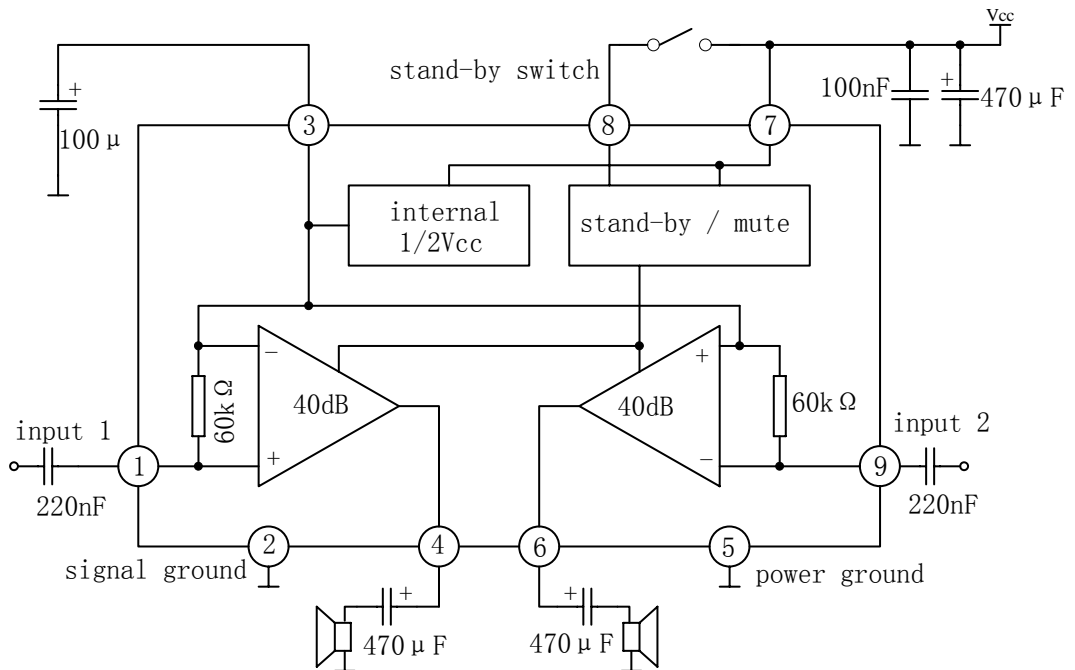 Vcc
stand-by switch
+
100μ
3
8
7
100nF
+
470μF
internal
1/2Vcc
stand-by / mute
−
+
40dB
40dB
60kΩ
60kΩ
input 1
input 2
+
−
1
9
220nF
220nF
2
4
6
5
signal ground
power ground
+
470μF
+
470μF